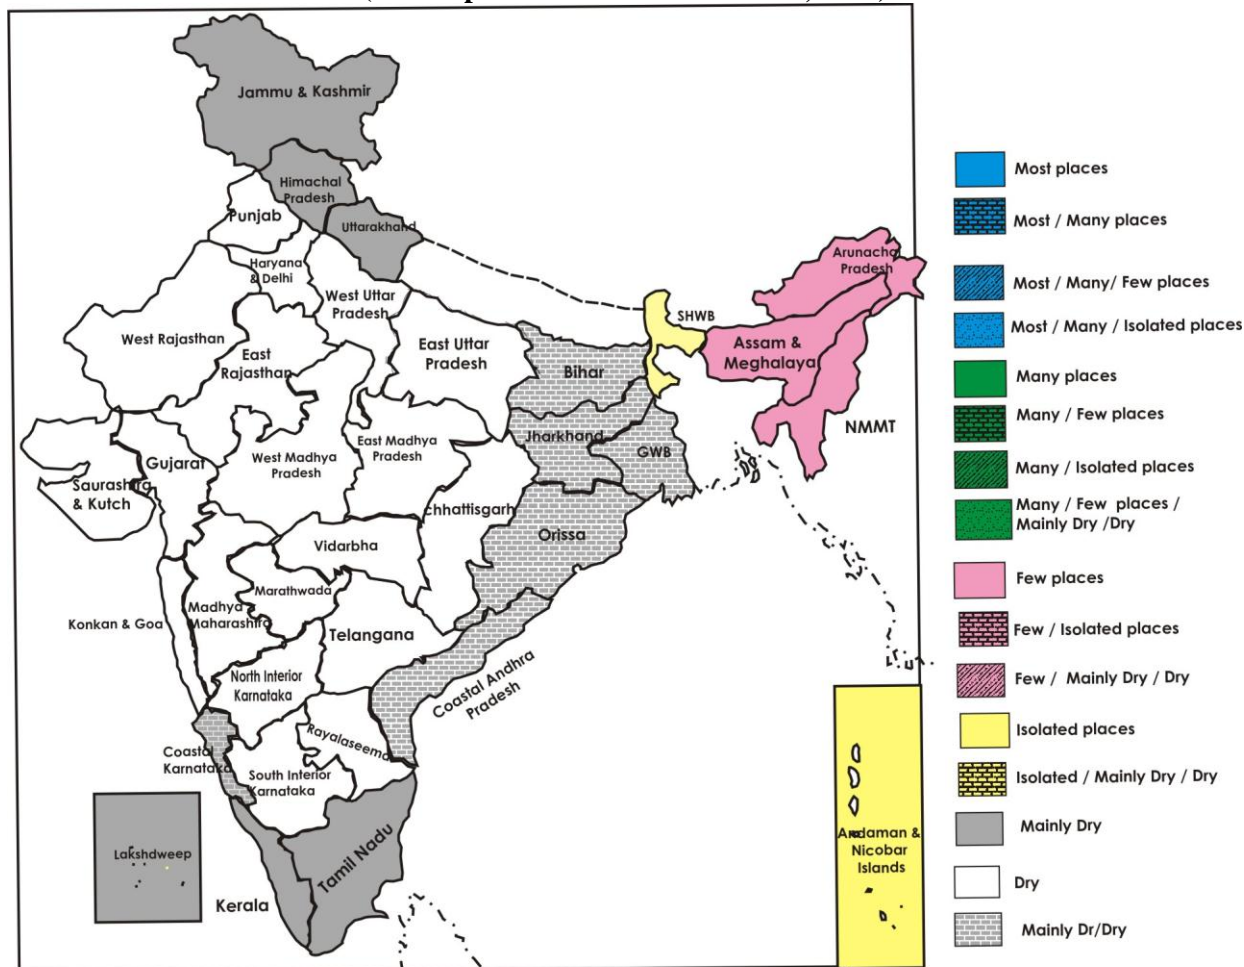 Jammu & Kashmir
Himachal
Pradesh
Punjab
Uttarakhand
Haryana
& Delhi
West Uttar
Pradesh
Arunacha
Pradesh
SHWB
West Rajasthan
East
Rajasthan
East Uttar
Pradesh
Bihar
Assam &
Meghalaya
NMMT
Jharkhand
GWB
East Madhya
Pradesh
West Madhya
Pradesh
Gujarat
Saurashtra
& Kutch
Chhattisgarh
Orissa
Vidarbha
Marathwada
Madhya
Maharashtra
Konkan & Goa
Telangana
North Interior
Karnataka
Coastal Andhra
Pradesh
Rayalaseema
Coastal
Karnataka
South Interior
Karnataka
Lakshdweep
Kerala
Tamil Nadu
Andaman &
Nicobar
Islands
Most places
Most / Many places
Most / Many/ Few places
Most / Many / Isolated places
Many places
Many / Few places
Many / Isolated places
Many / Few places /
Mainly Dry /Dry
Few places
Few / Isolated places
Few / Mainly Dry / Dry
Isolated places
Isolated / Mainly Dry / Dry
Mainly Dry
Dry
Mainly Dr/Dry